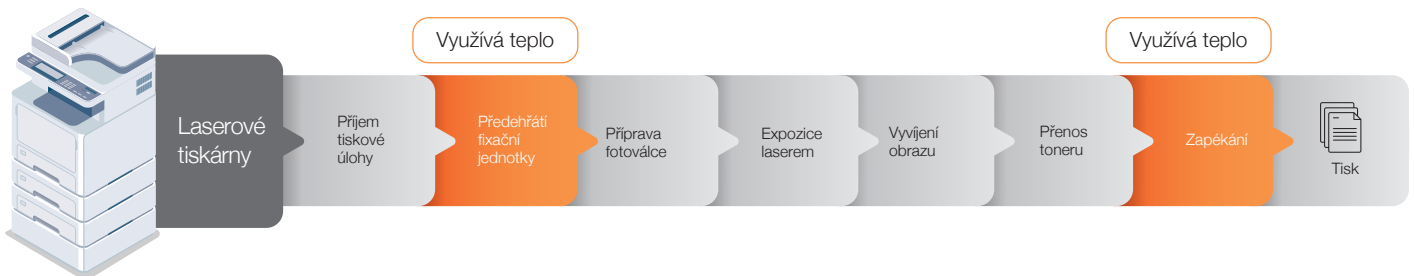 Využívá teplo
Využívá teplo
Laserové
tiskárny
Příjem
tiskové
úlohy
Předehřátí
fixační
jednotky
Příprava
fotoválce
Expozice
laserem
Vyvíjení
obrazu
Přenos
toneru
Zapékání
Tisk